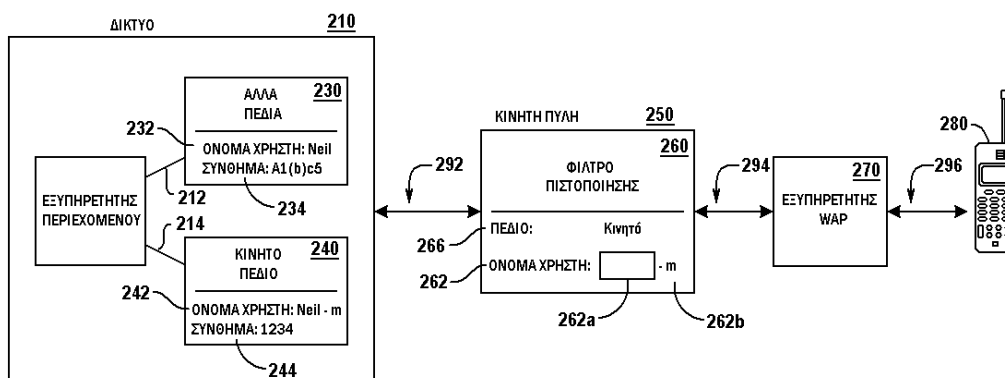 ΔΙΚΤΥΟ 210
ΑΛΛΑ 230
ΠΕΔΙΑ
232
ΟΝΟΜΑ ΧΡΗΣΤΗ: Neil
ΣΥΝΘΗΜΑ: A1(b)c5
234
ΕΞΥΠΗΡΕΤΗΤΗΣ
ΠΕΡΙΕΧΟΜΕΝΟΥ
212
214
ΚΙΝΗΤΟ 240
ΠΕΔΙΟ
242
ΟΝΟΜΑ ΧΡΗΣΤΗ: Neil - m
ΣΥΝΘΗΜΑ: 1234
244
292
ΚΙΝΗΤΗ ΠΥΛΗ 250
260
ΦΙΛΤΡΟ
ΠΙΣΤΟΠΟΙΗΣΗΣ
266 ΠΕΔΙΟ: Κινητό
262 ΟΝΟΜΑ ΧΡΗΣΤΗ: - m
262a 262b
294
270
ΕΞΥΠΗΡΕΤΗΤΗΣ
WAP
296
280